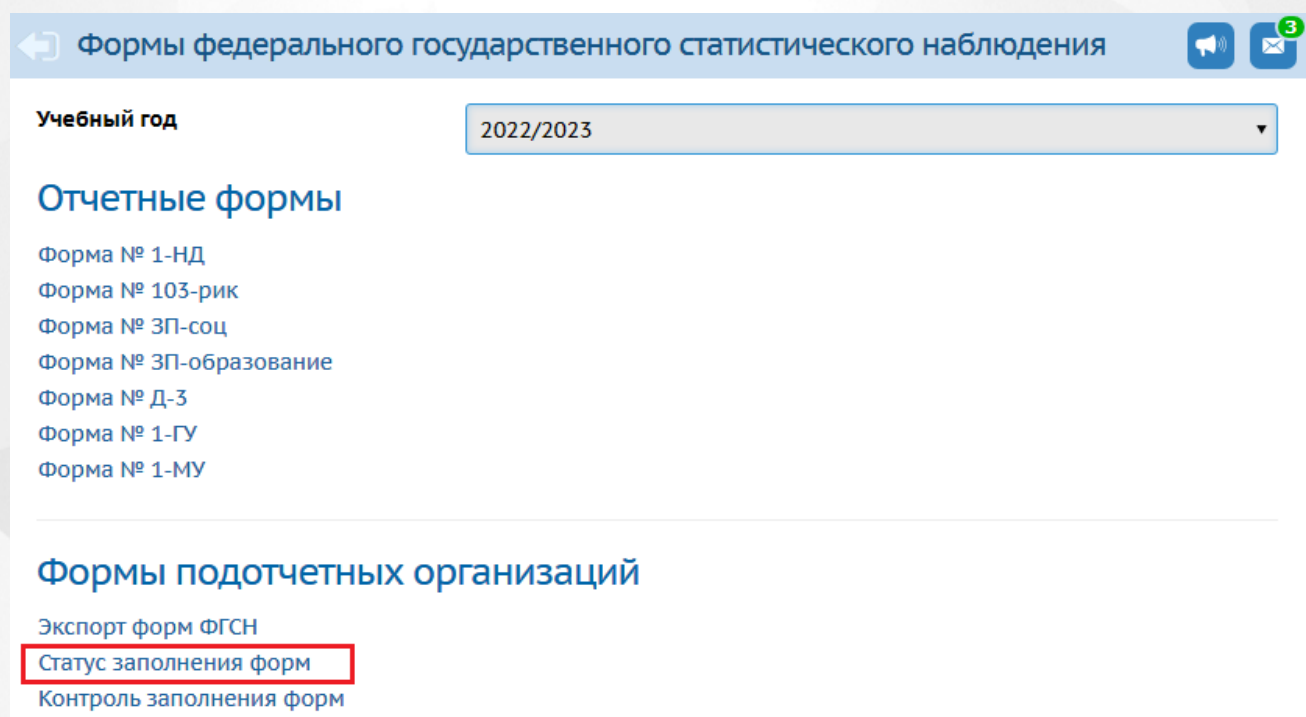 Формы федерального государственного статистического наблюдения
3
Учебный год
2022/2023
Отчетные формы
Форма № 1-НД
Форма № 103-рик
Форма № ЗП-соц
Форма № ЗП-образование
Форма № Д-3
Форма № 1-ГУ
Форма № 1-МУ
Формы подотчетных организаций
Экспорт форм ФГСН
Статус заполнения форм
Контроль заполнения форм